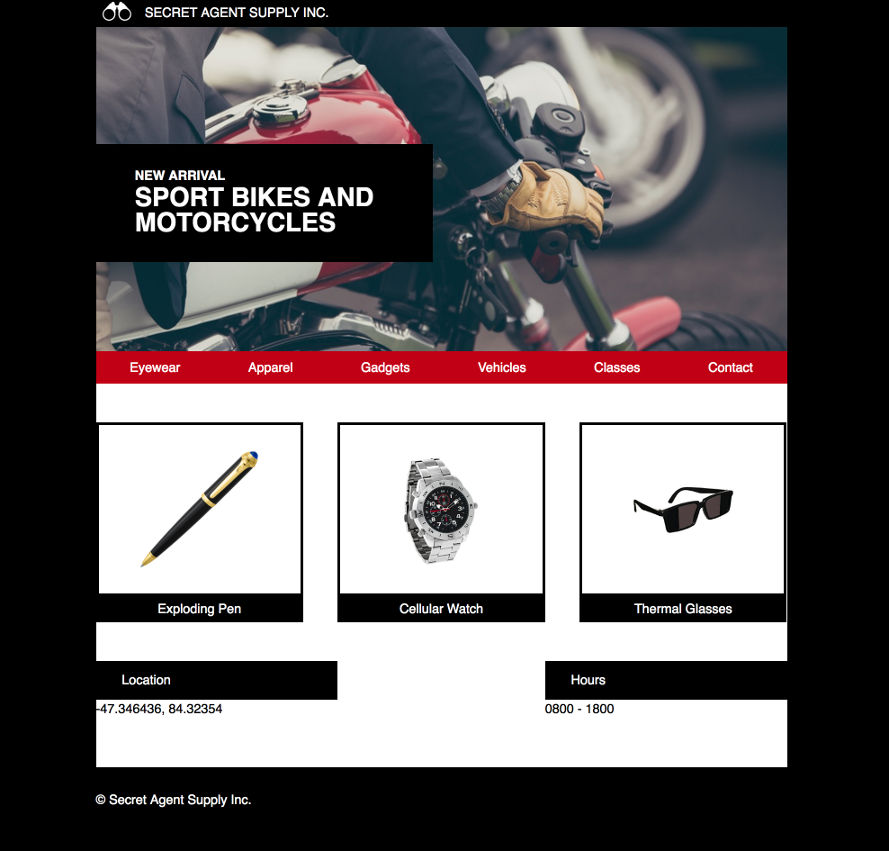 SECRET AGENT SUPPLY INC.
NEW ARRIVAL
SPORT BIKES AND
MOTORCYCLES
Eyewear Apparel Gadgets Vehicles Classes Contact
Exploding Pen Cellular Watch Thermal Glasses
Location Hours
-47.346436, 84.32354 0800 - 1800
© Secret Agent Supply Inc.